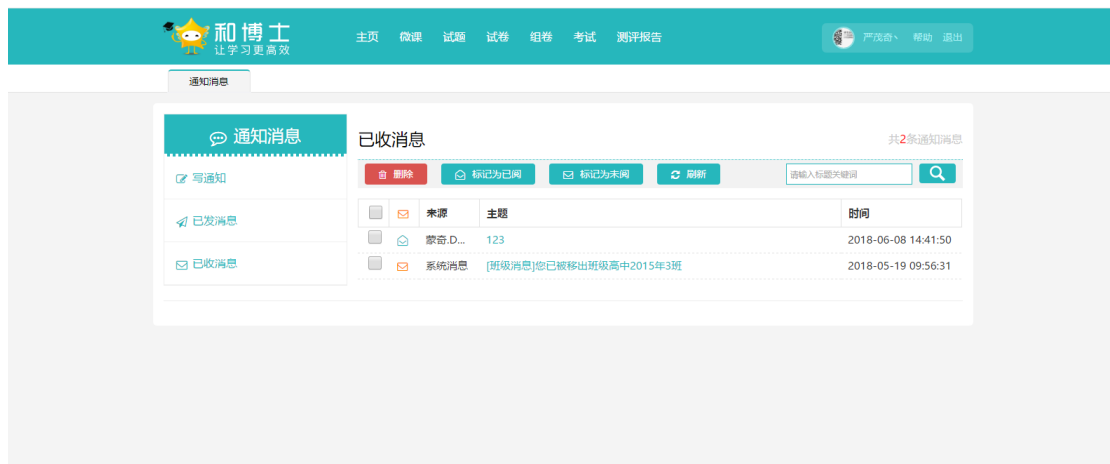 和博士
让学习更高效
主页 微课 试题 试卷 组卷 考试 测评报告
严茂奇丶 帮助 退出
通知消息
通知消息
写通知
已发消息
已收消息
已收消息
共2条通知消息
删除 标记为已阅 标记为未阅 刷新
请输入标题关键词
来源 主题 时间
蒙奇.D... 123 2018-06-08 14:41:50
系统消息 [班级消息]您已被移出班级高中2015年3班 2018-05-19 09:56:31